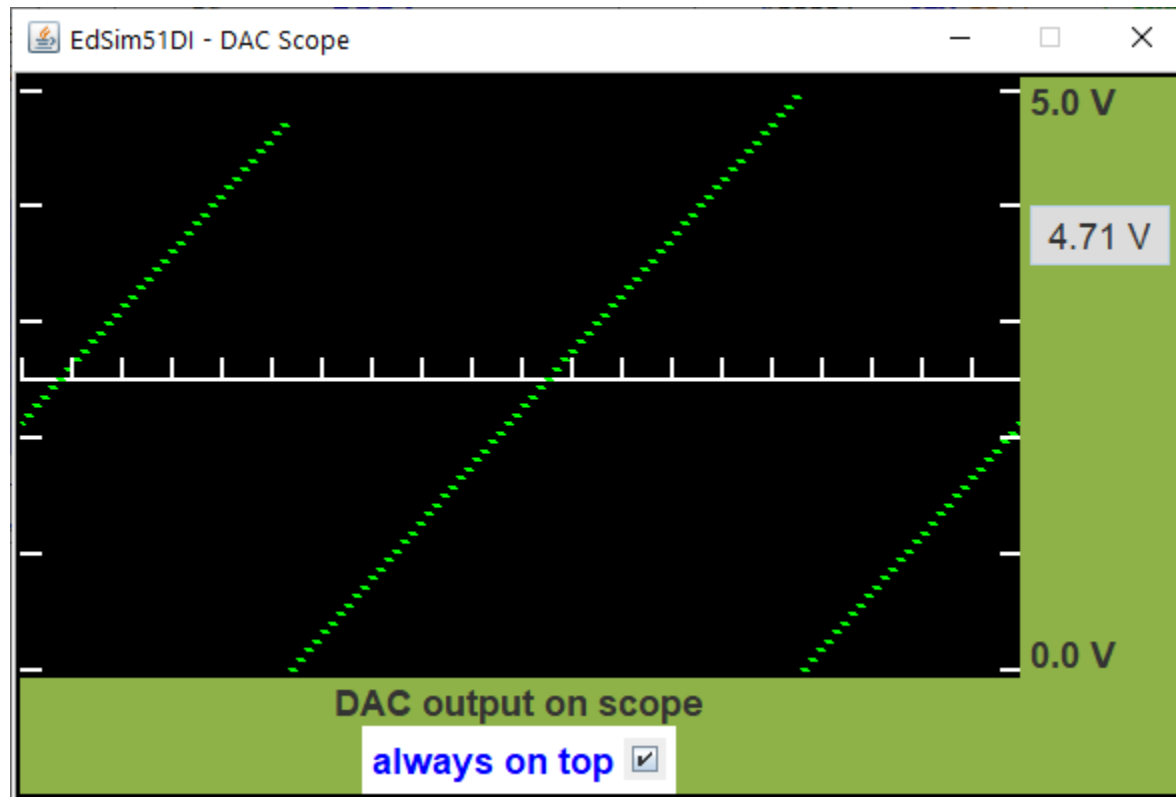 EdSim51DI - DAC Scope
5.0 V
4.71 V
0.0 V
DAC output on scope
always on top